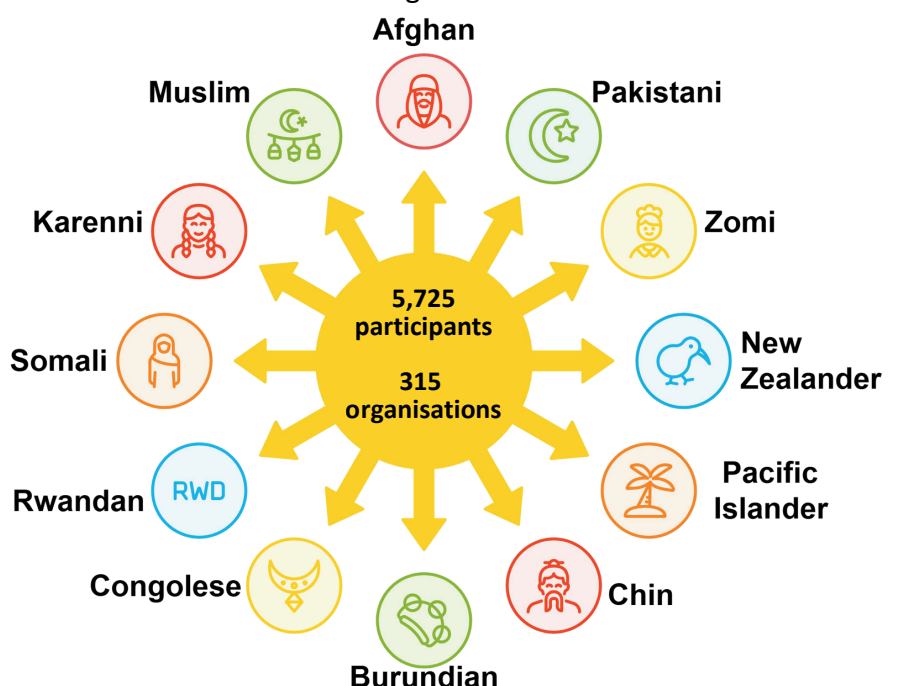 Afghan
Muslim
Pakistani
Karenni
Zomi
5,725
participants
315
organisations
Somali
New
Zealander
Rwandan
RWD
Pacific
Islander
Congolese
Chin
Burundian